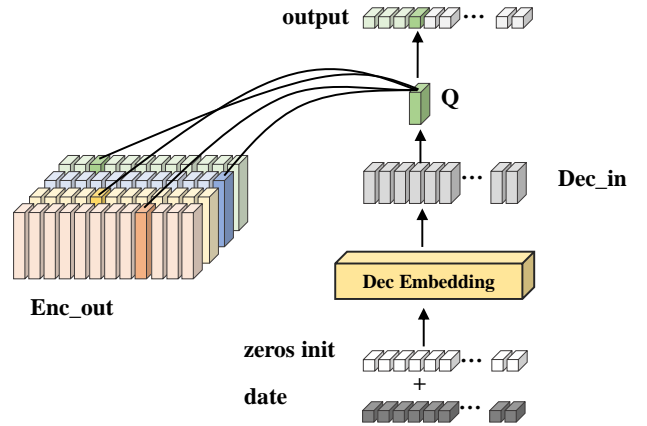 output
...
Q
...
Dec_in
Dec Embedding
Enc_out
zeros init
...
+
date
...